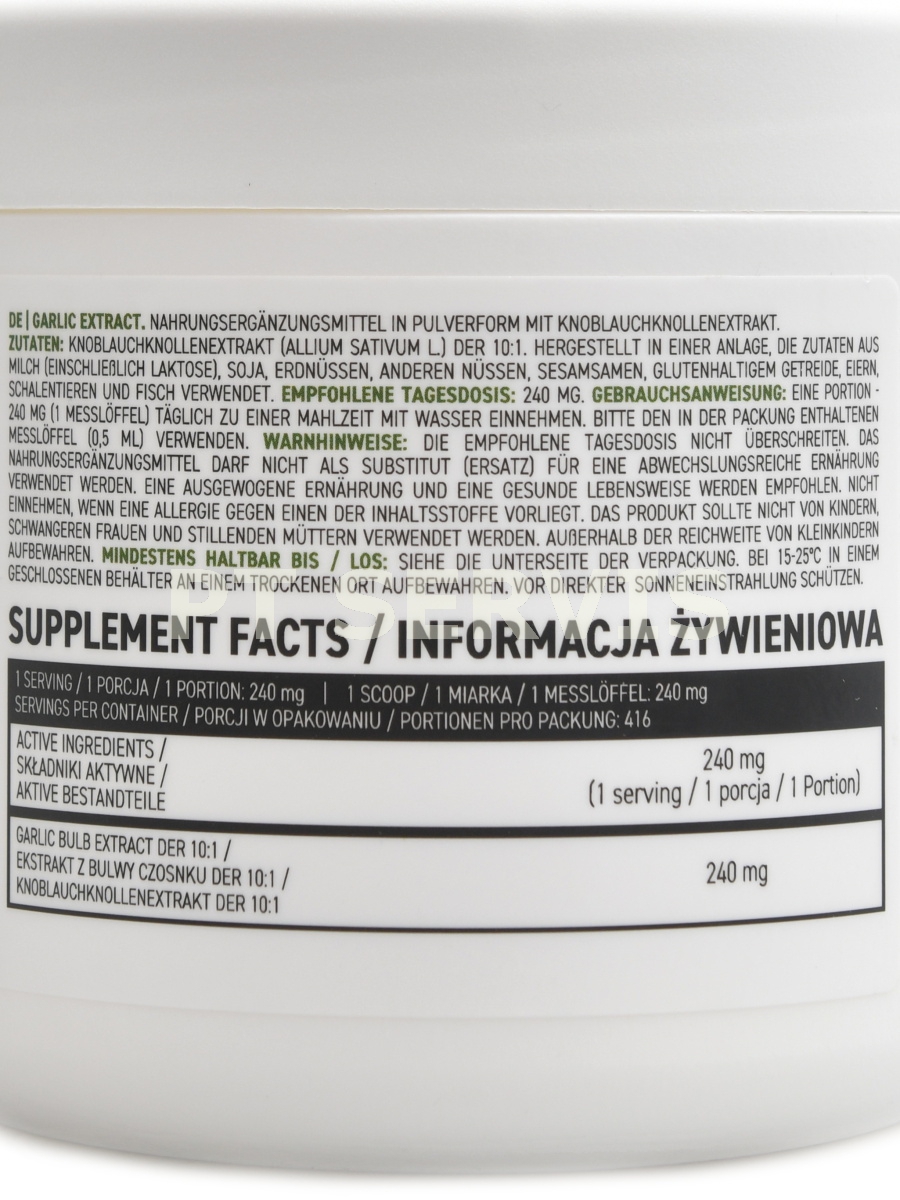 DE | GARLIC EXTRACT. NAHRUNGSERGÄNZUNGSMITTEL IN PULVERFORM MIT KNOBLAUCHKNOLLENEXTRAKT.
ZUTATEN: KNOBLAUCHKNOLLENEXTRAKT (ALLIUM SATIVUM L.) DER 10:1. HERGESTELLT IN EINER ANLAGE, DIE ZUTATEN AUS
MILCH (EINSCHLIEẞLICH LAKTOSE), SOJA, ERDNÜSSEN, ANDEREN NÜSSEN, SESAMSAMEN, GLUTENHALTIGEM GETREIDE, EIERN,
SCHALENTIEREN UND FISCH VERWENDET. EMPFOHLENE TAGESDOSIS: 240 MG. GEBRAUCHSANWEISUNG: EINE PORTION -
240 MG (1 MESSLÖFFEL) TÄGLICH ZU EINER MAHLZEIT MIT WASSER EINNEHMEN. BITTE DEN IN DER PACKUNG ENTHALTENEN
MESSLÖFFEL (0,5 ML) VERWENDEN. WARNHINWEISE: DIE EMPFOHLENE TAGESDOSIS NICHT ÜBERSCHREITEN. DAS
NAHRUNGSERGÄNZUNGSMITTEL DARF NICHT ALS SUBSTITUT (ERSATZ) FÜR EINE ABWECHSLUNGSREICHE ERNÄHRUNG
VERWENDET WERDEN. EINE AUSGEWOGENE ERNÄHRUNG UND EINE GESUNDE LEBENSWEISE WERDEN EMPFOHLEN. NICHT
EINNEHMEN, WENN EINE ALLERGIE GEGEN EINEN DER INHALTSSTOFFE VORLIEGT. DAS PRODUKT SOLLTE NICHT VON KINDERN,
SCHWANGEREN FRAUEN UND STILLENDEN MÜTTERN VERWENDET WERDEN. AUẞERHALB DER REICHWEITE VON KLEINKINDERN
AUFBEWAHREN. MINDESTENS HALTBAR BIS / LOS: SIEHE DIE UNTERSEITE DER VERPACKUNG. BEI 15-25°C IN EINEM
GESCHLOSSENEN BEHÄLTER AN EINEM TROCKENEN ORT AUFBEWAHREN. VOR DIREKTER SONNENEINSTRAHLUNG SCHÜTZEN.
PT SERVIS
SUPPLEMENT FACTS / INFORMACJA ŻYWIENIOWA
1 SERVING / 1 PORCJA / 1 PORTION: 240 mg | 1 SCOOP / 1 MIARKA / 1 MESSLÖFFEL: 240 mg
SERVINGS PER CONTAINER / PORCJI W OPAKOWANIU / PORTIONEN PRO PACKUNG: 416
ACTIVE INGREDIENTS /
SKŁADNIKI AKTYWNE /
AKTIVE BESTANDTEILE
240 mg
(1 serving / 1 porcja / 1 Portion)
GARLIC BULB EXTRACT DER 10:1 /
EKSTRAKT Z BULWY CZOSNKU DER 10:1 /
KNOBLAUCHKNOLLENEXTRAKT DER 10:1
240 mg